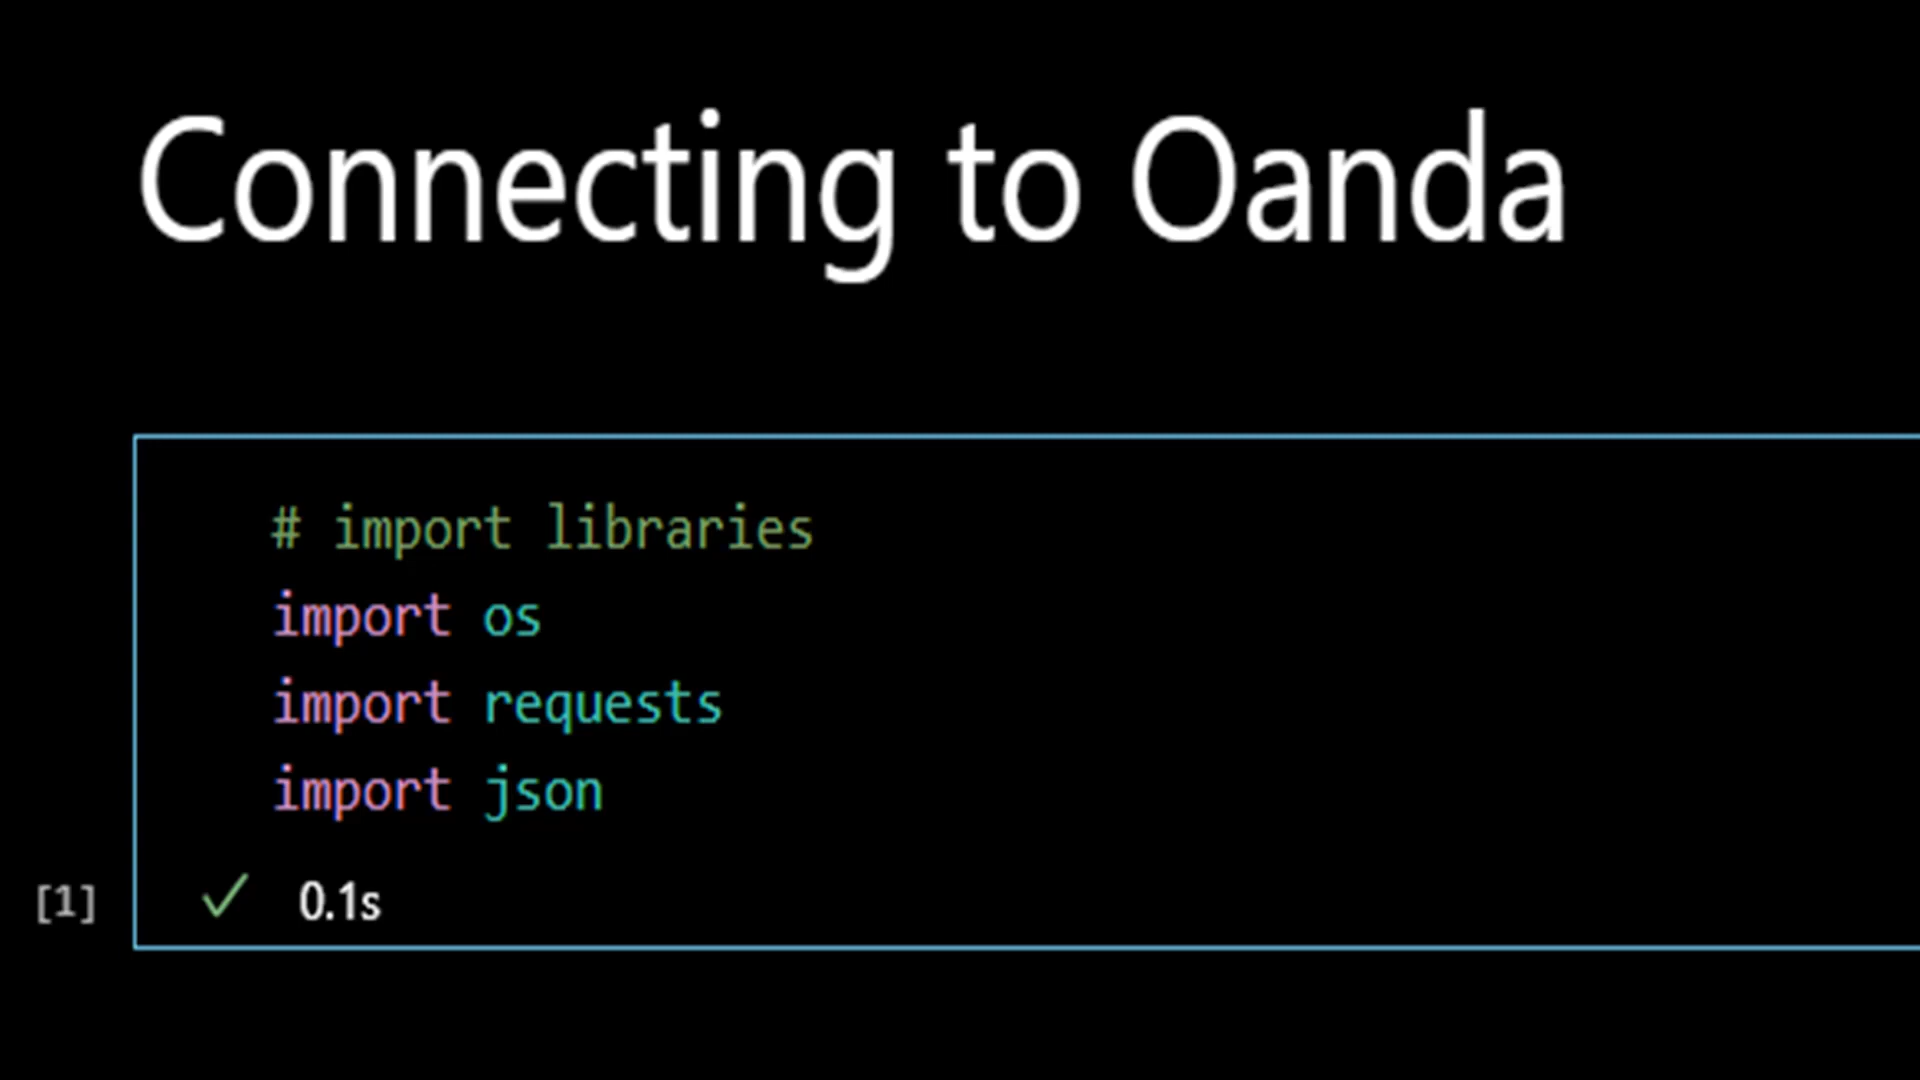 Connecting to Oanda
# import libraries
import os
import requests
import json
[1] ✓ 0.1s